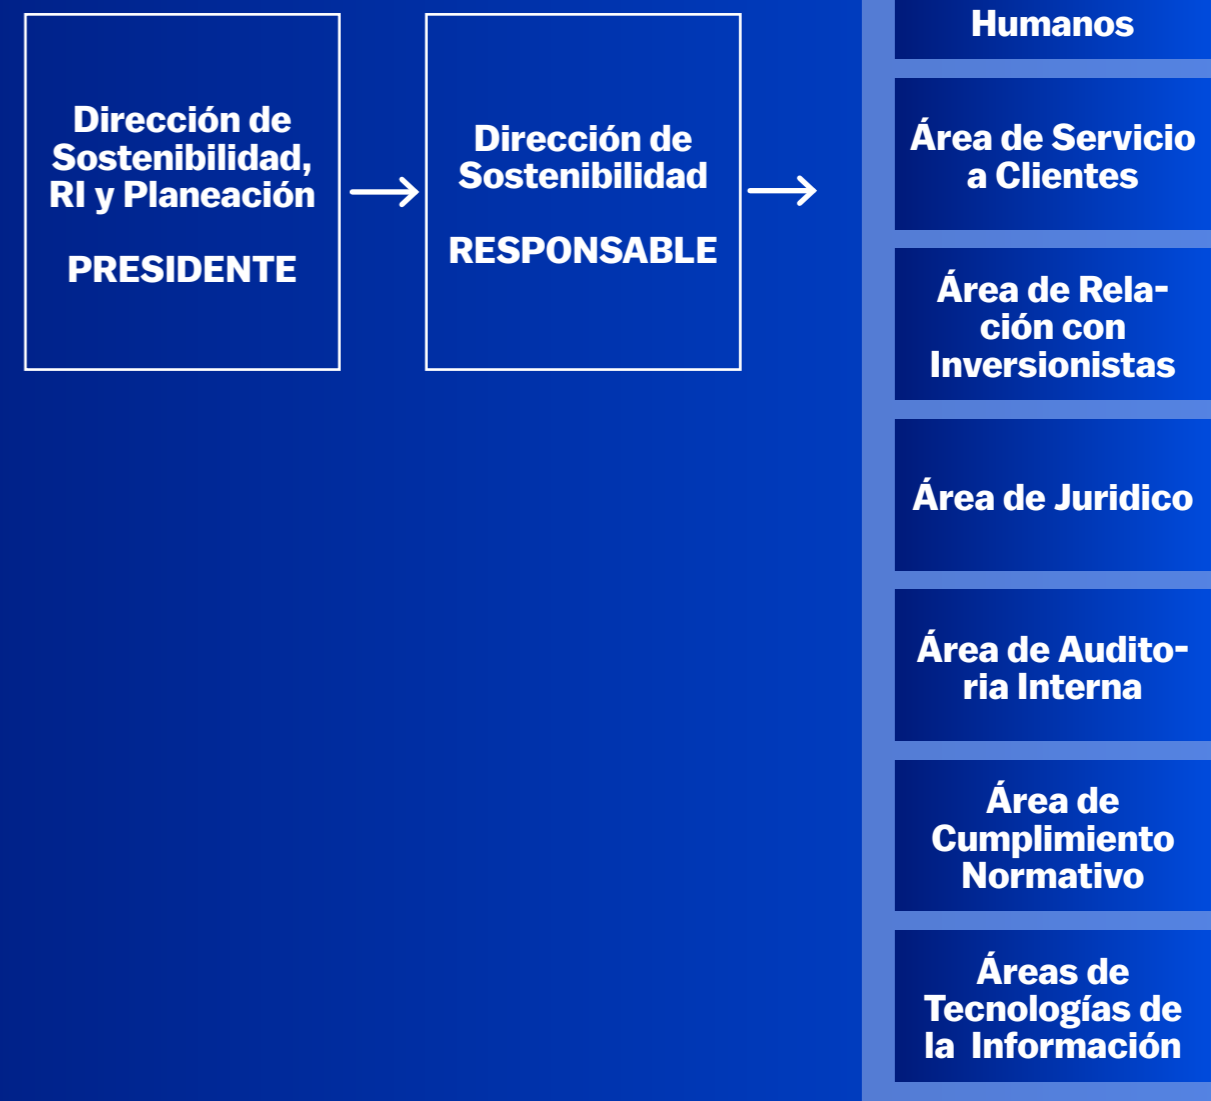 Dirección de
Sostenibilidad,
RI y Planeación
PRESIDENTE
Dirección de
Sostenibilidad
RESPONSABLE
Humanos
Área de Servicio
a Clientes
Área de Rela-
ción con
Inversionistas
Área de Juridico
Área de Audito-
ria Interna
Área de
Cumplimiento
Normativo
Áreas de
Tecnologías de
la  Información